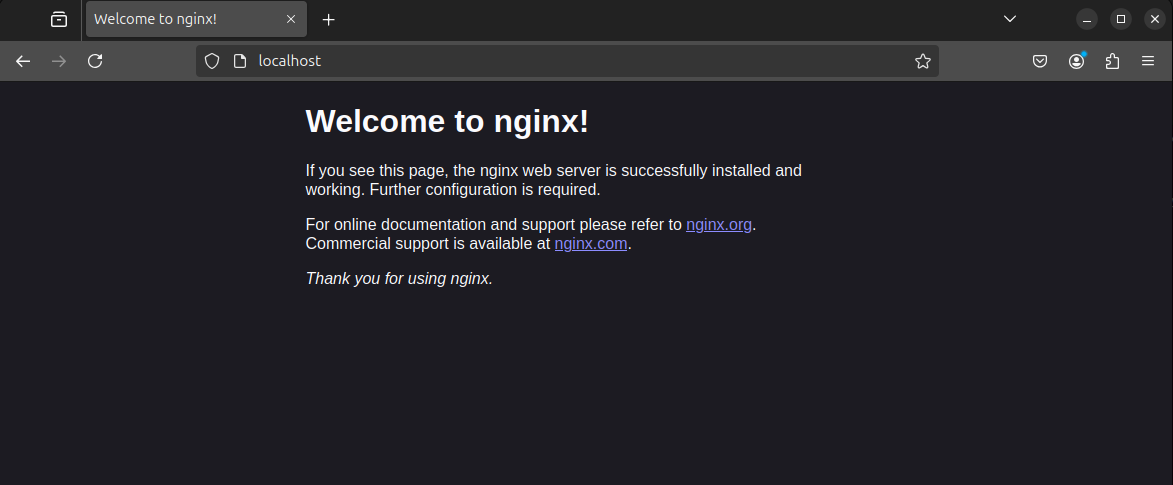 Welcome to nginx!
localhost
Welcome to nginx!
If you see this page, the nginx web server is successfully installed and
working. Further configuration is required.
For online documentation and support please refer to nginx.org.
Commercial support is available at nginx.com.
Thank you for using nginx.